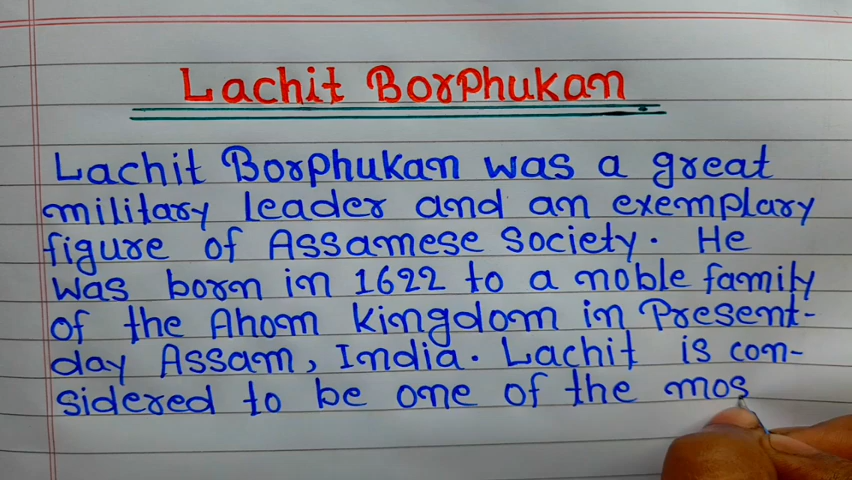 Lachit Borphukan
Lachit Borphukan was a great
military leader and an exemplary
figure of Assamese society. He
was born in 1622 to a noble family
of the Ahom kingdom in Present-
day Assam, India. Lachit is con-
sidered to be one of the mos